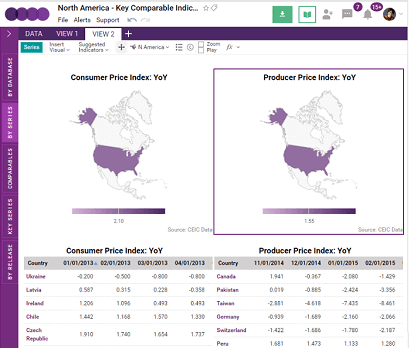 North America - Key Comparable Indic...
File Alerts Support
7
15+
DATA VIEW 1 VIEW 2 +
Series Insert Visual Suggested Indicators N America Zoom Play fx
BY DATABASE
BY SERIES
COMPARABLES
KEY SERIES
BY RELEASE
Consumer Price Index: YoY
2.10
Source: CEIC Data
Producer Price Index: YoY
1.55
Source: CEIC Data
Consumer Price Index: YoY
Country 01/01/2013 02/01/2013 03/01/2013 04/01/2013
Ukraine -0.200 -0.500 -0.800 -0.800
Latvia 0.587 0.315 0.228 -0.358
Ireland 1.206 1.096 0.493 0.493
Chile 1.442 1.168 1.570 1.330
Czech Republic 1.910 1.740 1.654 1.737
Producer Price Index: YoY
Country 11/01/2014 12/01/2014 01/01/2015 02/01/2015
Canada 1.941 -0.367 -2.080 -1.429
Pakistan 0.019 -0.885 -2.424 -3.356
Taiwan -2.881 -4.618 -7.435 -8.461
Germany -0.939 -1.689 -2.160 -2.066
Switzerland -1.422 -1.686 -1.780 -2.187
Peru 1.681 1.473 1.133 1.280